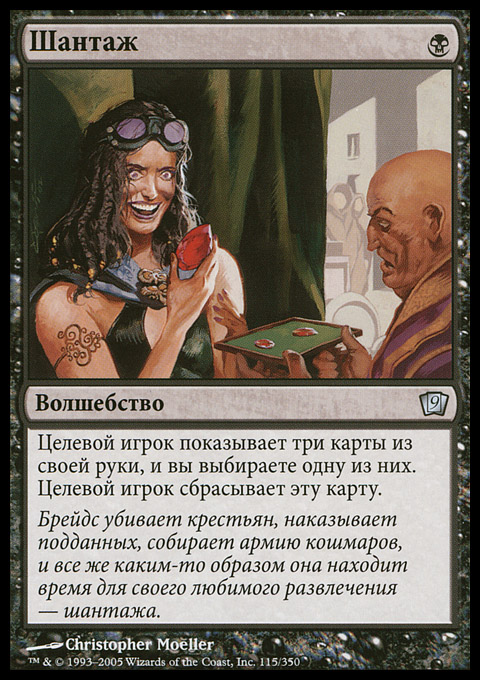 Шантаж
Волшебство
9
Целевой игрок показывает три карты из
своей руки, и вы выбираете одну из них.
Целевой игрок сбрасывает эту карту.
Брейдс убивает крестьян, наказывает
подданных, собирает армию кошмаров,
и все же каким-то образом она находит
время для своего любимого развлечения
— шантажа.
Christopher Moeller
™ & © 1993–2005 Wizards of the Coast, Inc. 115/350